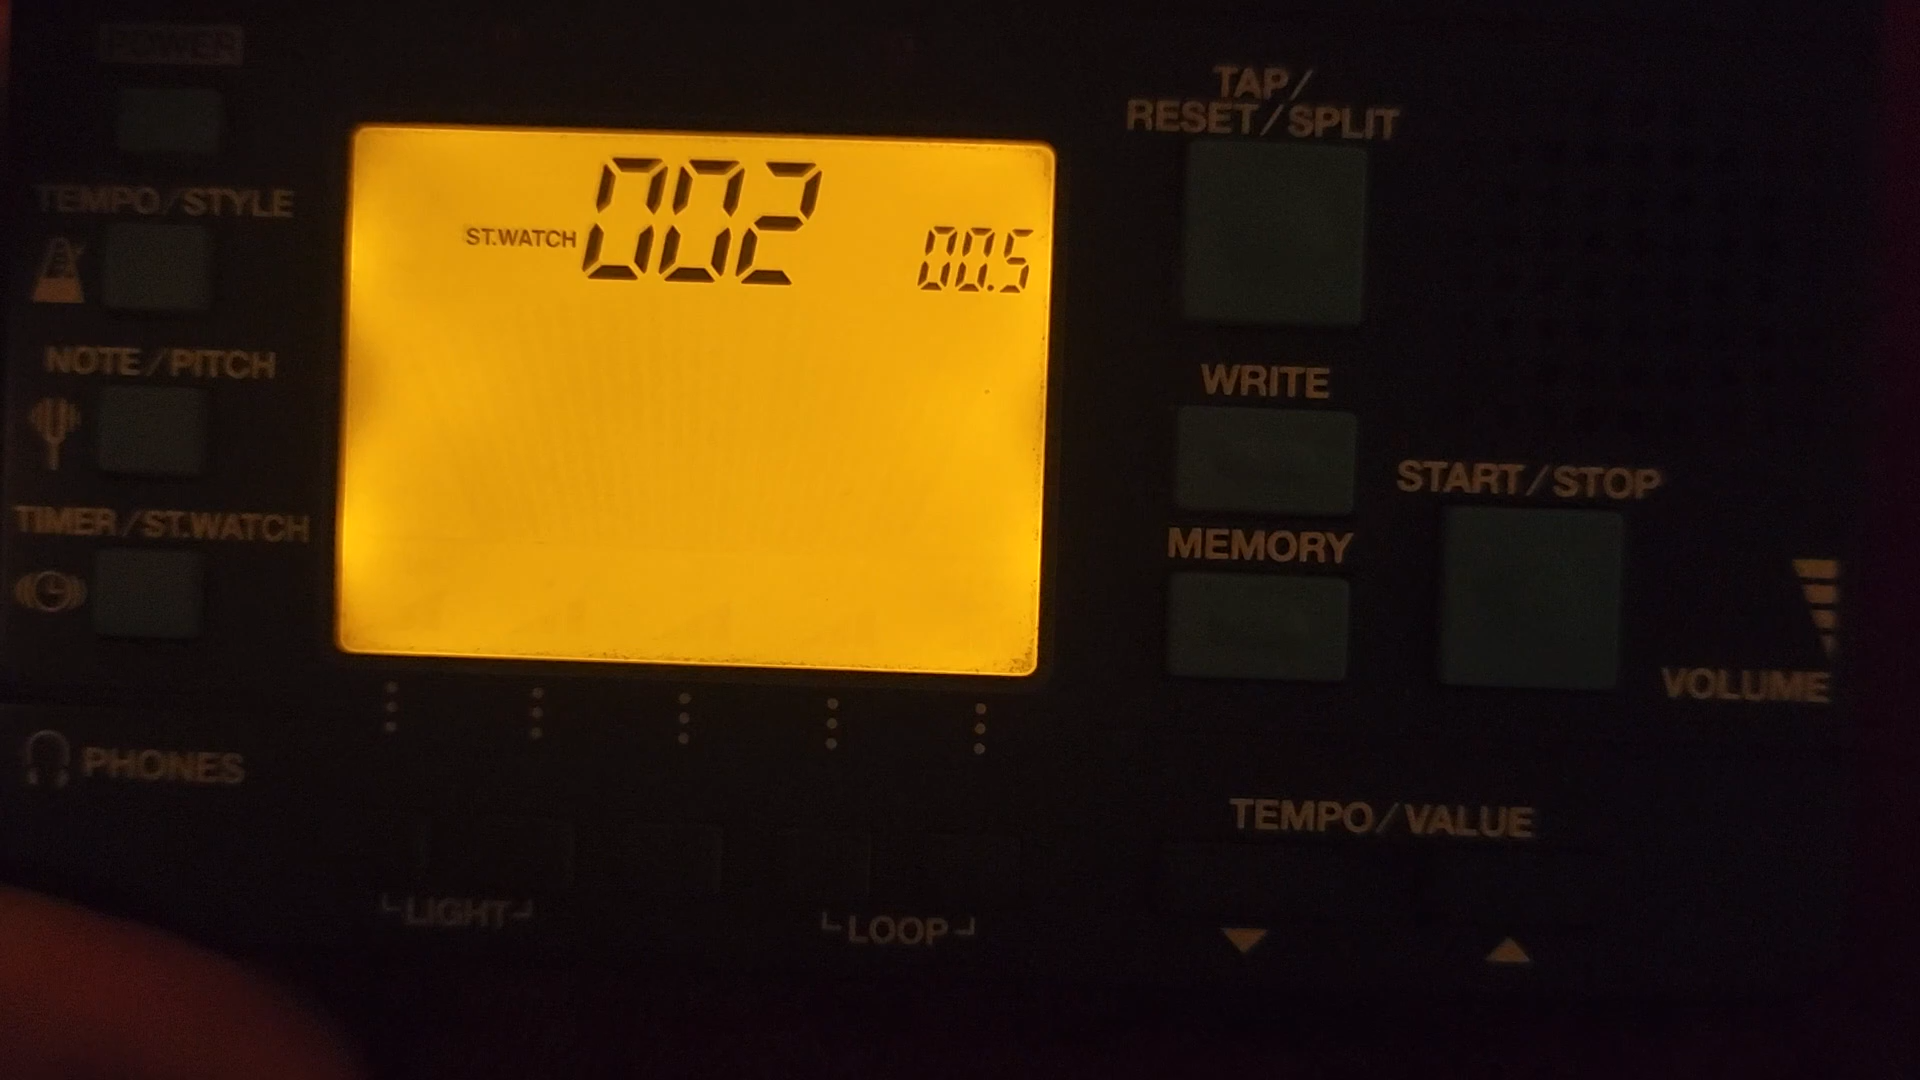 POWER
TEMPO/STYLE
NOTE/PITCH
TIMER/ST.WATCH
PHONES
ST.WATCH 002 00.5
LIGHT
LOOP
TAP/
RESET/SPLIT
WRITE
MEMORY
START/STOP
VOLUME
TEMPO/VALUE